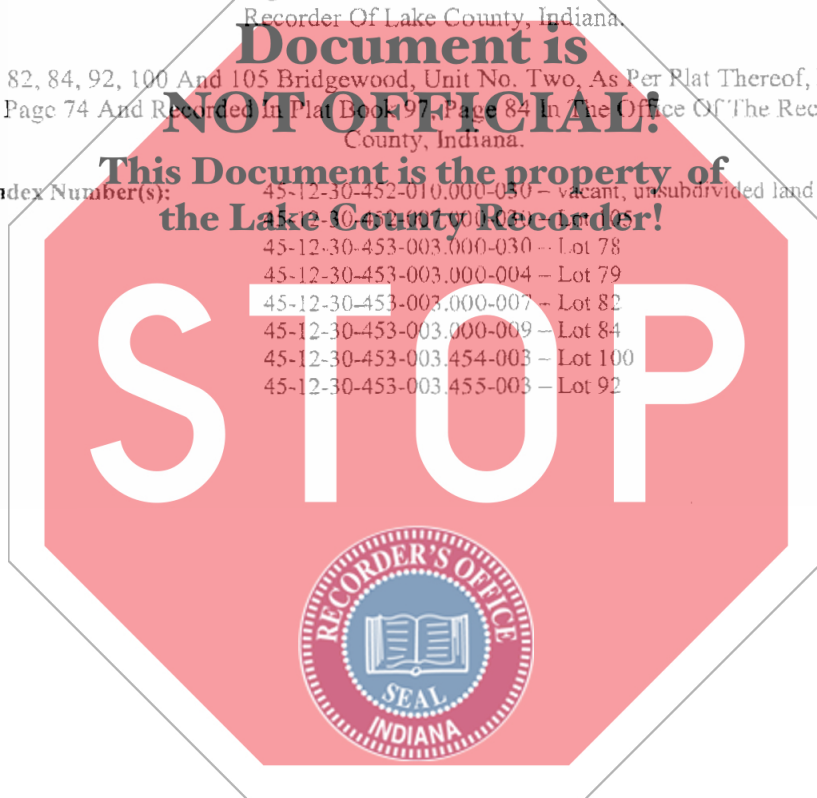 Recorder Of Lake County, Indiana.
Document is
82, 84, 92, 100 And 105 Bridgewood, Unit No. Two, As Per Plat Thereof,
Page 74 And Recorded In Plat Book 97, Page 84 In The Office Of The Rec
NOT OFFICIAL!
County, Indiana.
This Document is the property of
ndex Number(s): 45-12-30-452-010.000-030 – vacant, unsubdivided land
the Lake County Recorder!
Lot 105
45-12-30-453-003.000-030 – Lot 78
45-12-30-453-003.000-004 – Lot 79
45-12-30-453-003.000-007 – Lot 82
45-12-30-453-003.000-009 – Lot 84
45-12-30-453-003.454-003 – Lot 100
45-12-30-453-003.455-003 – Lot 92
STOP
RECORDER'S OFFICE
SEAL
INDIANA